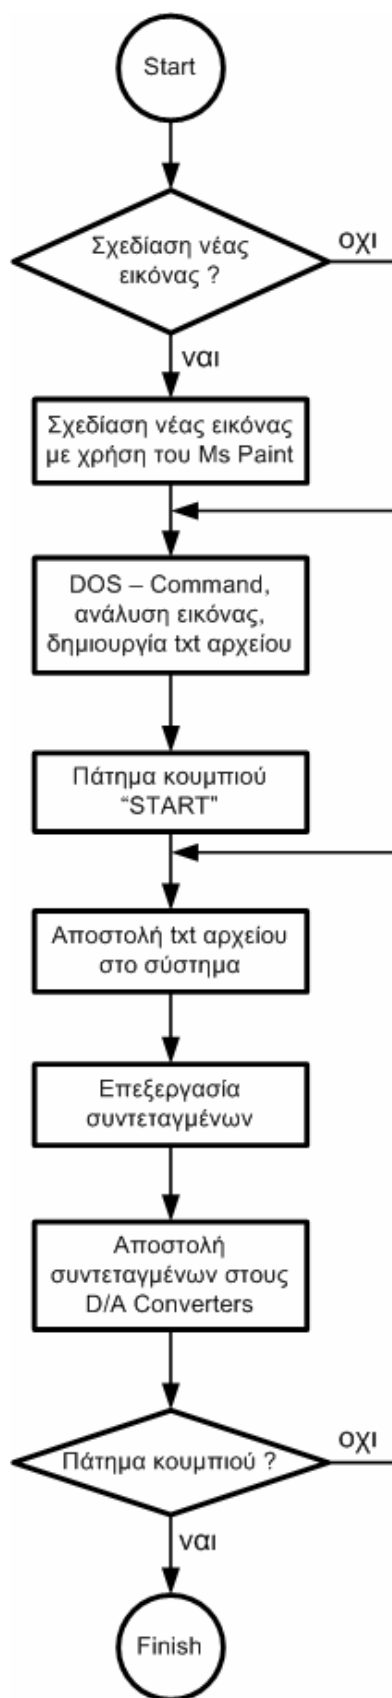 Start
Σχεδίαση νέας
εικόνας ?
οχι
ναι
Σχεδίαση νέας εικόνας
με χρήση του Ms Paint
DOS – Command,
ανάλυση εικόνας,
δημιουργία txt αρχείου
Πάτημα κουμπιού
“START"
Αποστολή txt αρχείου
στο σύστημα
Επεξεργασία
συντεταγμένων
Αποστολή
συντεταγμένων στους
D/A Converters
Πάτημα κουμπιού ?
οχι
ναι
Finish